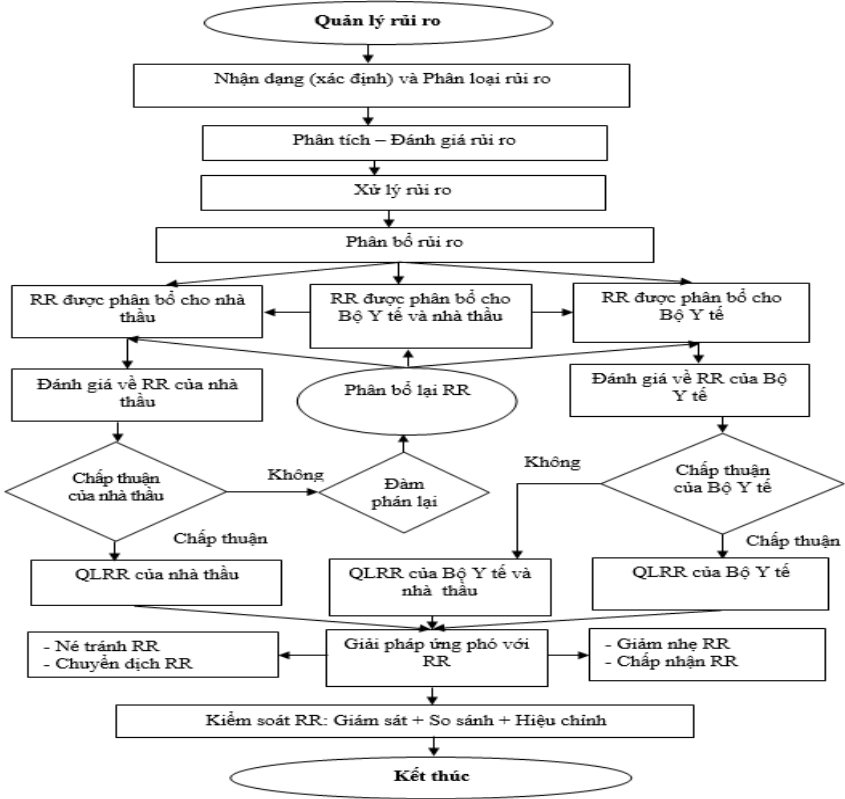 Quản lý rủi ro
Nhận dạng (xác định) và Phân loại rủi ro
Phân tích – Đánh giá rủi ro
Xử lý rủi ro
Phân bổ rủi ro
RR được phân bổ cho nhà
thầu
RR được phân bổ cho
Bộ Y tế và nhà thầu
RR được phân bổ cho
Bộ Y tế
Đánh giá về RR của nhà
thầu
Phân bổ lại RR
Đánh giá về RR của Bộ
Y tế
Chấp thuận
của nhà thầu
Không
Đàm
phán lại
Không
Chấp thuận
của Bộ Y tế
Chấp thuận
Chấp thuận
QLRR của nhà thầu
QLRR của Bộ Y tế và
nhà thầu
QLRR của Bộ Y tế
- Né tránh RR
- Chuyển dịch RR
Giải pháp ứng phó với
RR
- Giảm nhẹ RR
- Chấp nhận RR
Kiểm soát RR: Giám sát + So sánh + Hiệu chỉnh
Kết thúc